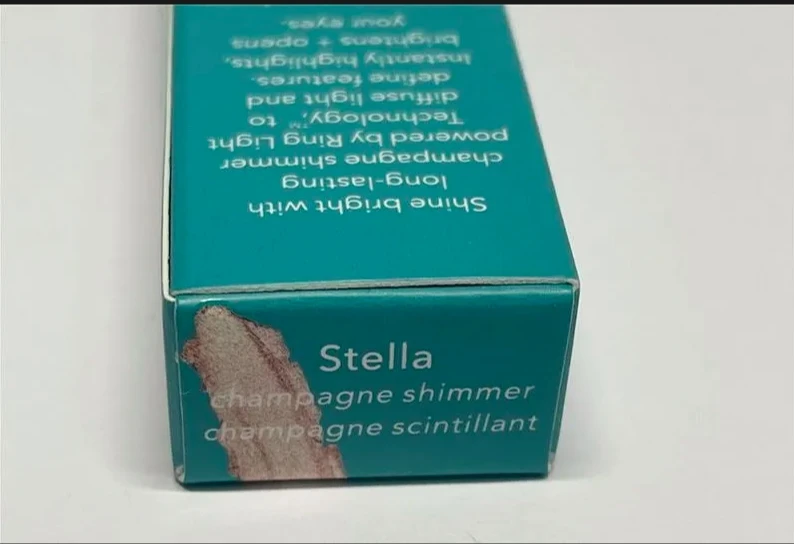 Shine bright with
long-lasting
champagne shimmer
powered by Ring Light
Technology,™ to
diffuse light and
define features.
Instantly highlights,
brightens + opens
your eyes.
Stella
champagne shimmer
champagne scintillant